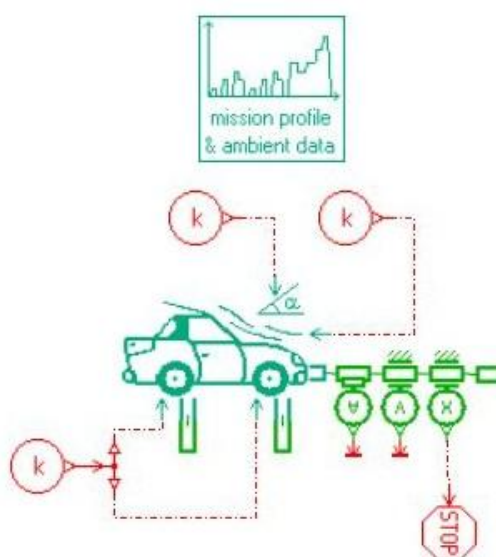 mission profile
& ambient data
k
k
α
A
V
X
k
STOP